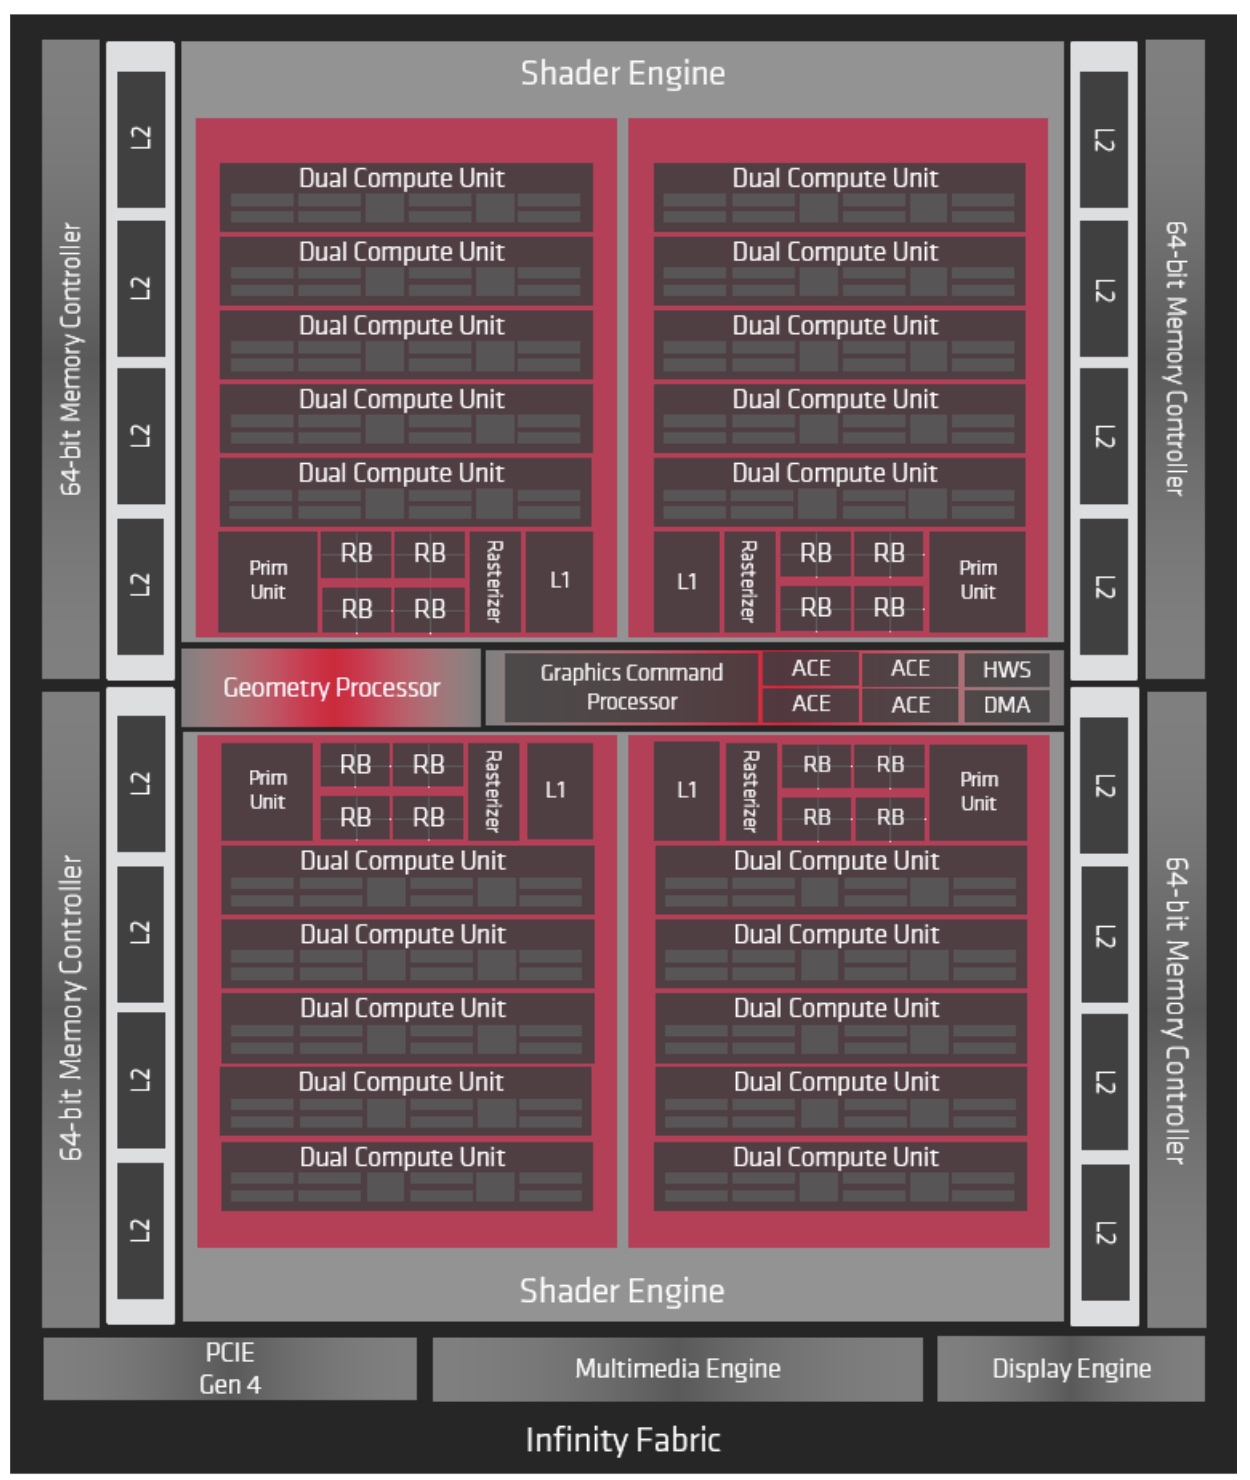 Shader Engine
64-bit Memory Controller
L2
L2
L2
L2
Dual Compute Unit
Dual Compute Unit
Dual Compute Unit
Dual Compute Unit
Dual Compute Unit
Prim
Unit
RB RB
RB RB
Rasterizer
L1
Dual Compute Unit
Dual Compute Unit
Dual Compute Unit
Dual Compute Unit
Dual Compute Unit
L1
Rasterizer
RB RB
RB RB
Prim
Unit
L2
L2
L2
L2
64-bit Memory Controller
Geometry Processor
Graphics Command
Processor
ACE ACE HWS
ACE ACE DMA
64-bit Memory Controller
L2
L2
L2
L2
Prim
Unit
RB RB
RB RB
Rasterizer
L1
Dual Compute Unit
Dual Compute Unit
Dual Compute Unit
Dual Compute Unit
Dual Compute Unit
L1
Rasterizer
RB RB
RB RB
Prim
Unit
Dual Compute Unit
Dual Compute Unit
Dual Compute Unit
Dual Compute Unit
Dual Compute Unit
L2
L2
L2
L2
64-bit Memory Controller
Shader Engine
PCIE
Gen 4
Multimedia Engine
Display Engine
Infinity Fabric